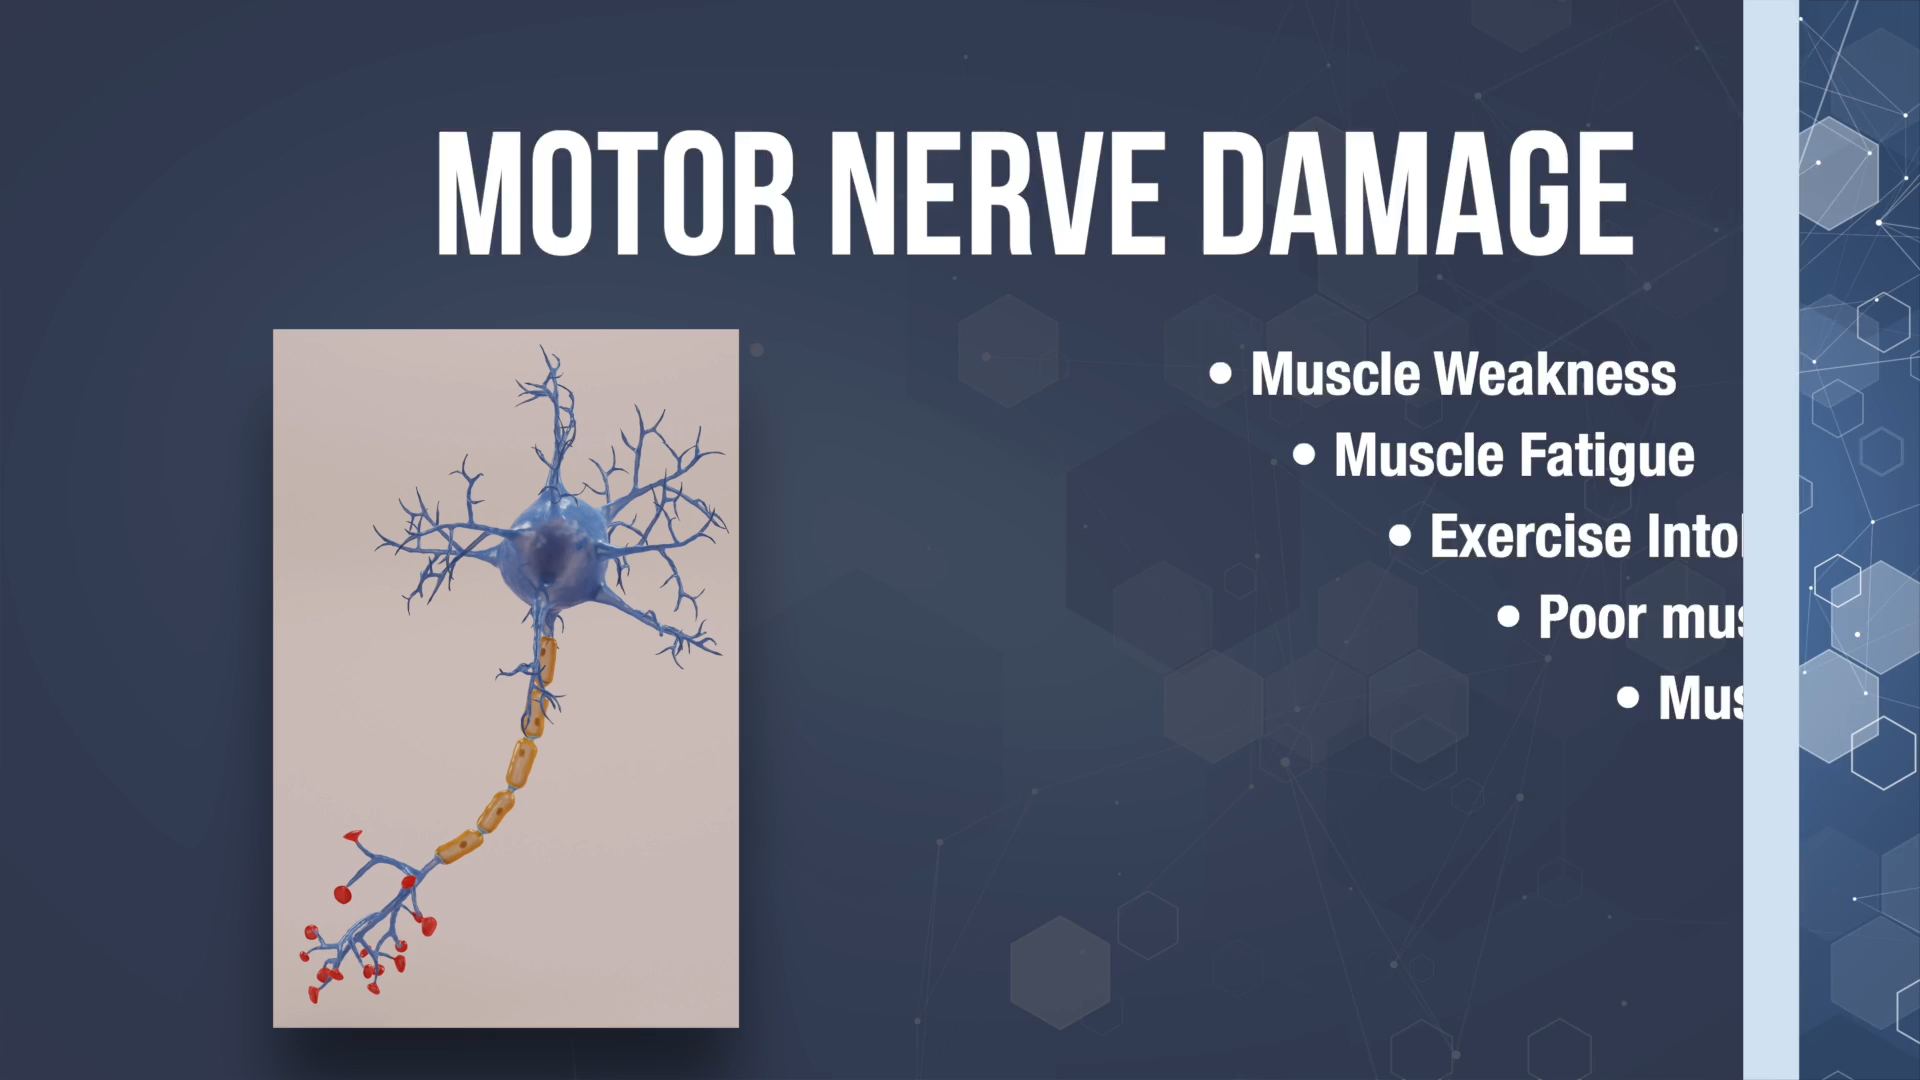 MOTOR NERVE DAMAGE
• Muscle Weakness
• Muscle Fatigue
• Exercise
• Poor